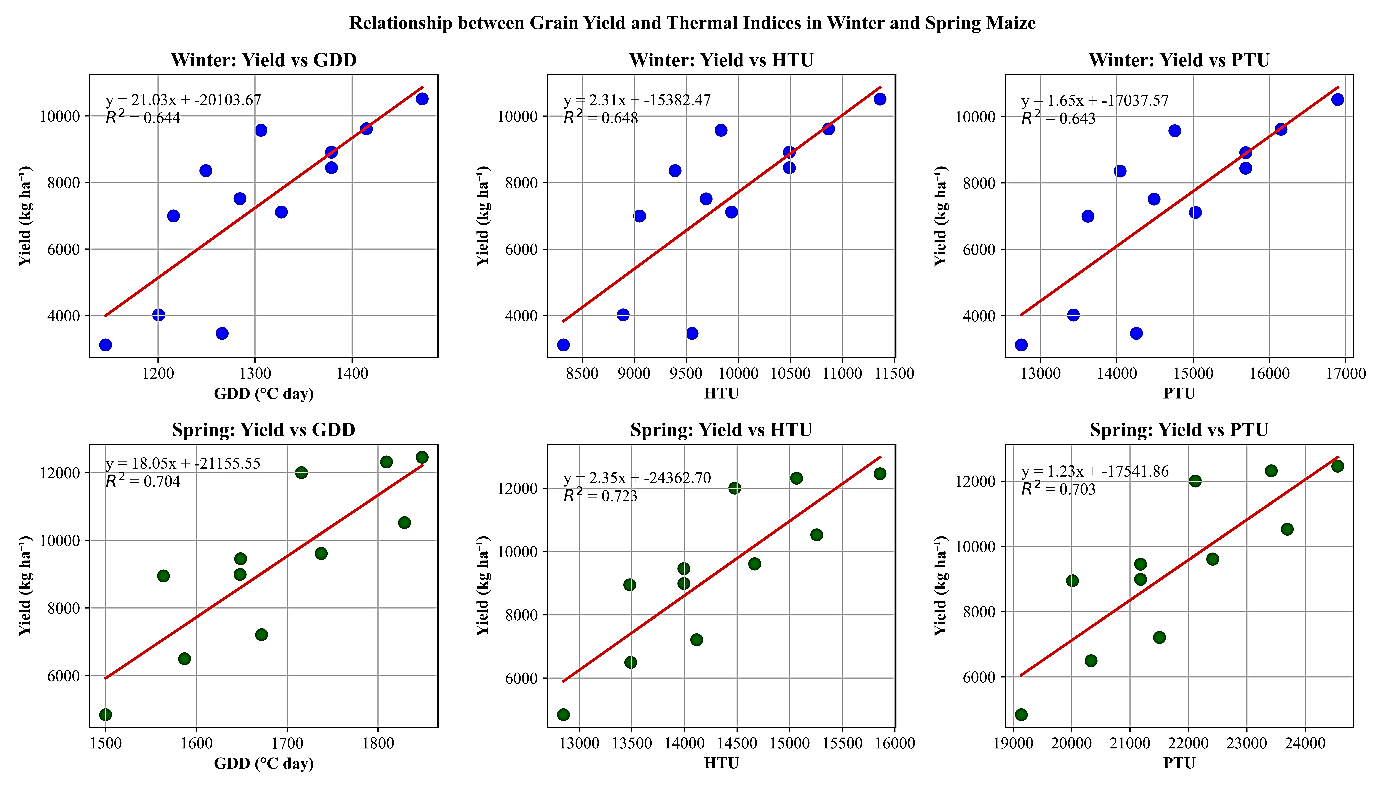 Relationship between Grain Yield and Thermal Indices in Winter and Spring Maize
Winter: Yield vs GDD
y = 21.03x + -20103.67
R² = 0.644
10000
8000
6000
4000
Yield (kg ha⁻¹)
1200 1300 1400
GDD (°C day)
Winter: Yield vs HTU
y = 2.31x + -15382.47
R² = 0.648
10000
8000
6000
4000
Yield (kg ha⁻¹)
8500 9000 9500 10000 10500 11000 11500
HTU
Winter: Yield vs PTU
y = 1.65x + -17037.57
R² = 0.643
10000
8000
6000
4000
Yield (kg ha⁻¹)
13000 14000 15000 16000 17000
PTU
Spring: Yield vs GDD
y = 18.05x + -21155.55
R² = 0.704
12000
10000
8000
6000
Yield (kg ha⁻¹)
1500 1600 1700 1800
GDD (°C day)
Spring: Yield vs HTU
y = 2.35x + -24362.70
R² = 0.723
12000
10000
8000
6000
Yield (kg ha⁻¹)
13000 13500 14000 14500 15000 15500 16000
HTU
Spring: Yield vs PTU
y = 1.23x + -17541.86
R² = 0.703
12000
10000
8000
6000
Yield (kg ha⁻¹)
19000 20000 21000 22000 23000 24000
PTU